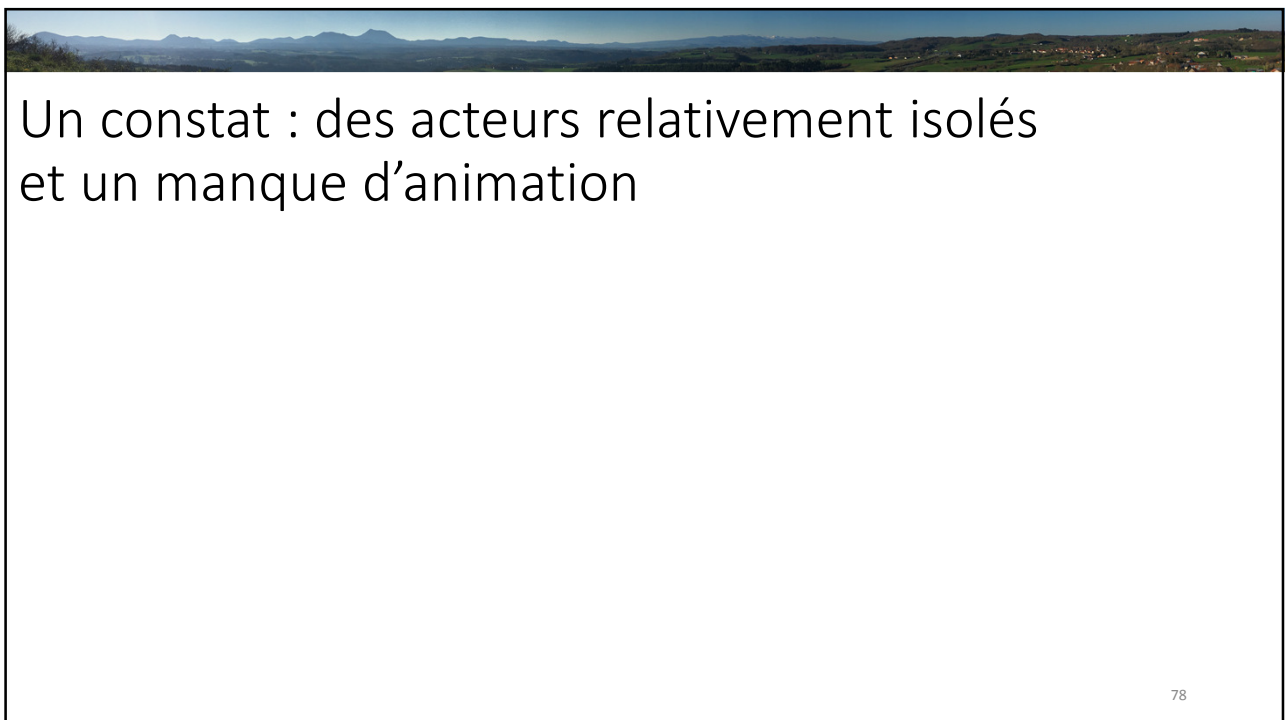 Un constat : des acteurs relativement isolés
et un manque d’animation
78